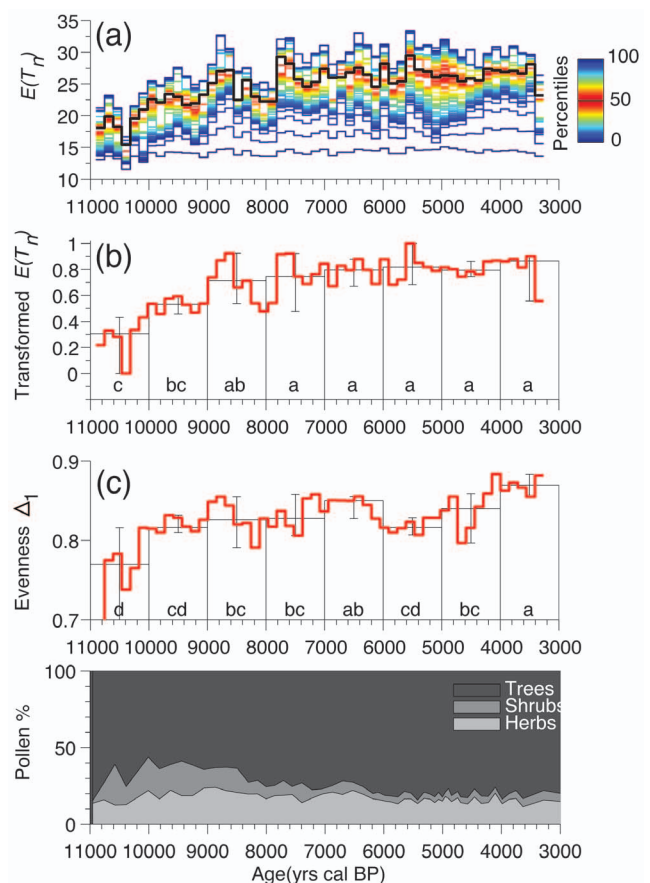 (a)
E(Tn)
35
30
25
20
15
10
11000 10000 9000 8000 7000 6000 5000 4000 3000
Percentiles
100
50
0
(b)
Transformed E(Tn)
1
0.8
0.6
0.4
0.2
0
c bc ab a a a a a
11000 10000 9000 8000 7000 6000 5000 4000 3000
(c)
Evenness Δ1
0.9
0.8
0.7
d cd bc bc ab cd bc a
11000 10000 9000 8000 7000 6000 5000 4000 3000
Pollen %
100
50
0
Trees
Shrubs
Herbs
11000 10000 9000 8000 7000 6000 5000 4000 3000
Age(yrs cal BP)